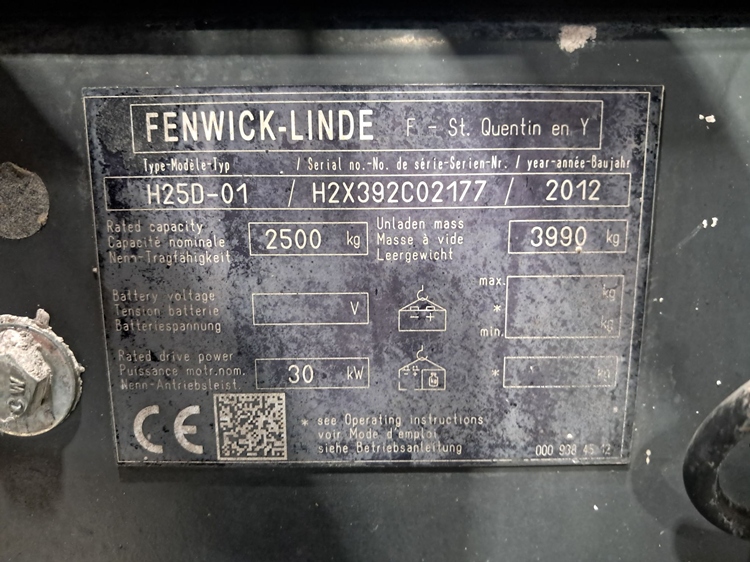 FENWICK-LINDE F - St. Quentin en Y
Type-Modèle-Typ / Serial no.-No. de série-Serien-Nr. / year-année-Baujahr
H25D-01 / H2X392C02177 / 2012
Rated capacity
Capacité nominale
Nenn-Tragfähigkeit
2500 kg
Unladen mass
Masse à vide
Leergewicht
3990 kg
Battery voltage
Tension batterie
Batteriespannung
V
max. kg
*
min. kg
Rated drive power
Puissance motr.nom.
Nenn-Antriebsleist.
30 kW
* kg
CE
* see Operating instructions
voir Mode d'emploi
siehe Betriebsanleitung
000 938 45 12